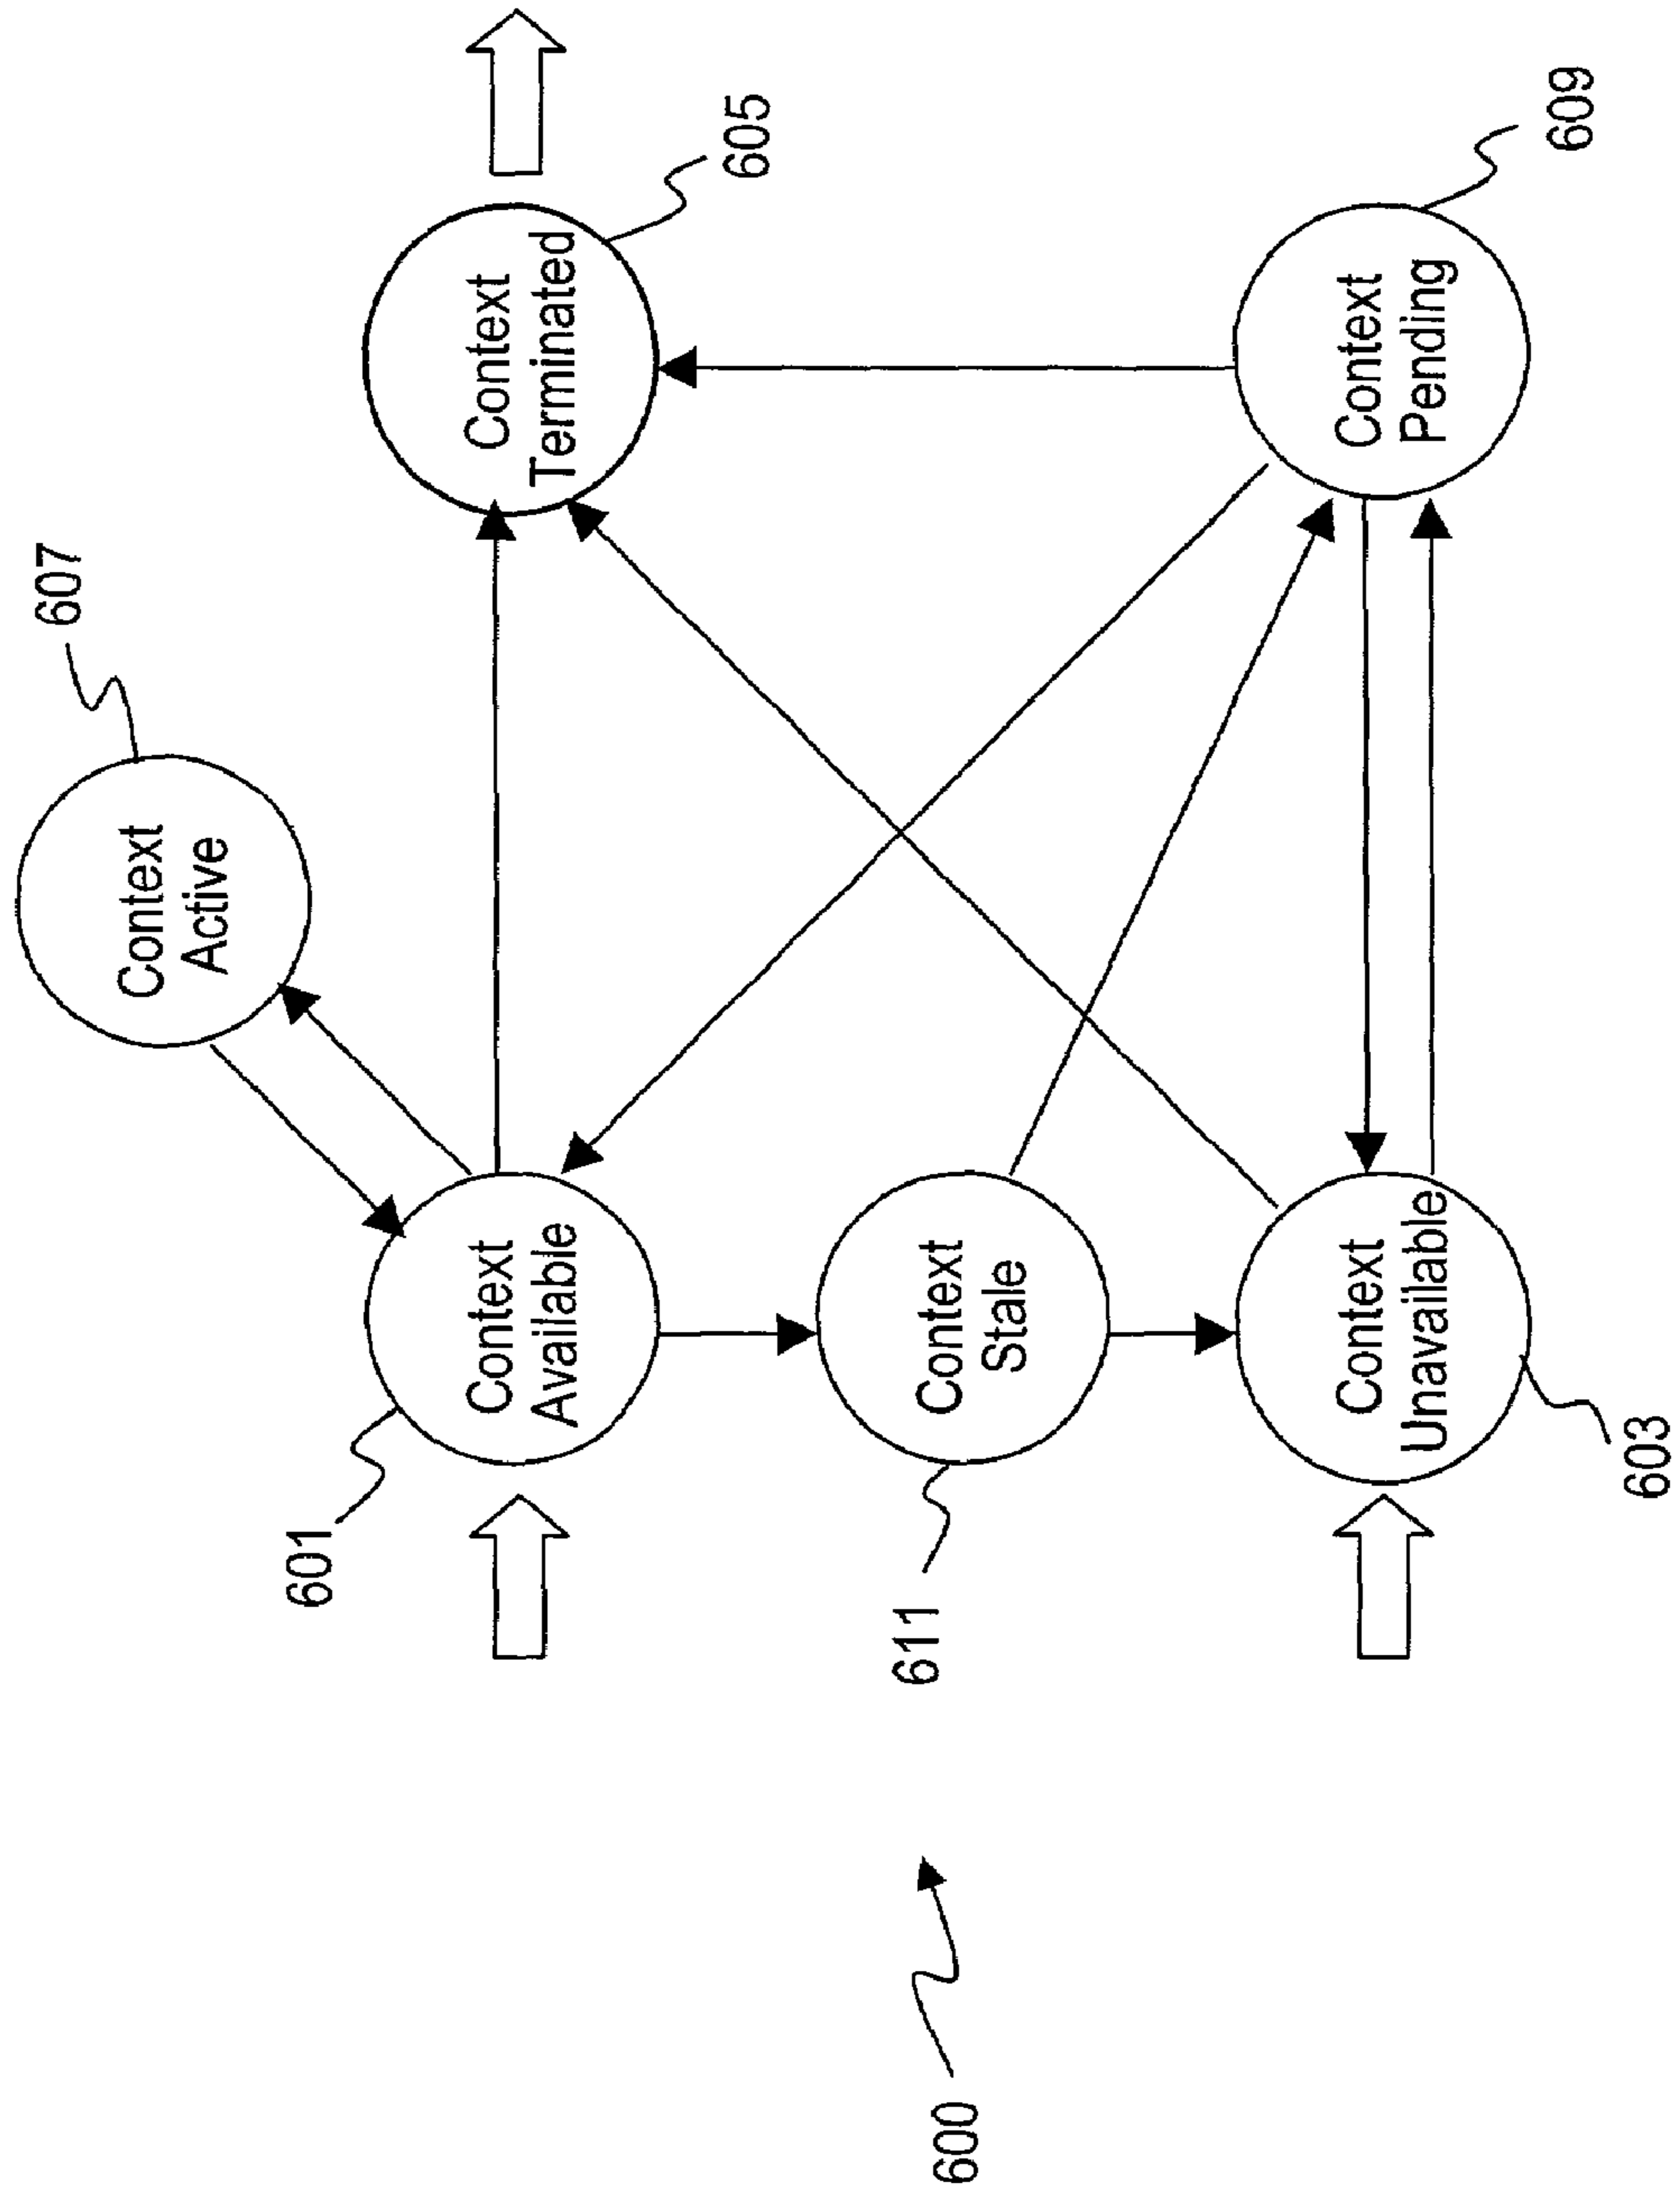 607
Context
Active
601
Context
Available
Context
Terminated
605
611
Context
Stale
600
Context
Unavailable
603
Context
Pending
609